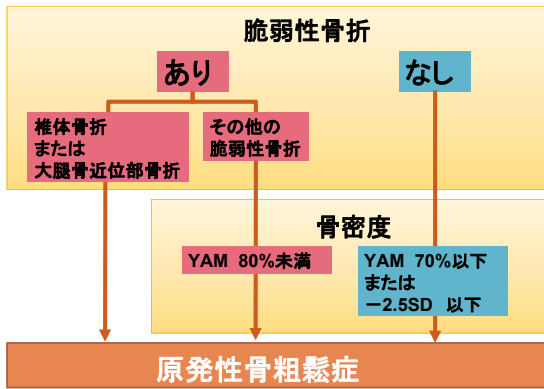 脆弱性骨折
あり
なし
椎体骨折
または
大腿骨近位部骨折
その他の
脆弱性骨折
骨密度
YAM 80%未満
YAM 70%以下
または
－2.5SD 以下
原発性骨粗鬆症